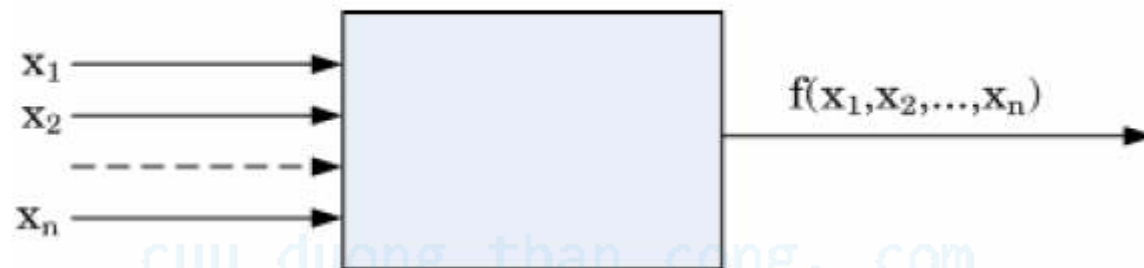 x₁
x₂
f(x₁,x₂,...,xₙ)
xₙ
cuu duong than cong. com